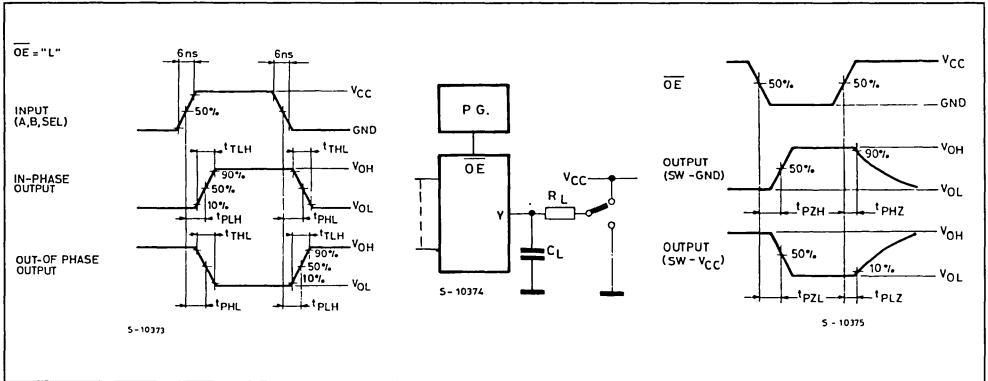 OE = "L"
6ns
6ns
INPUT
(A,B,SEL)
50%
VCC
GND
tTLH
tTHL
IN-PHASE
OUTPUT
90%
50%
10%
VOH
VOL
tPLH
tPHL
tTHL
tTLH
OUT-OF PHASE
OUTPUT
VOH
90%
50%
10%
VOL
tPHL
tPLH
S-10373
P G.
OE
Y
VCC
RL
CL
S-10374
OE
50%
50%
VCC
GND
OUTPUT
(SW-GND)
50%
90%
VOH
VOL
tPZH
tPHZ
OUTPUT
(SW-VCC)
50%
10%
VOH
VOL
tPZL
tPLZ
S-10375